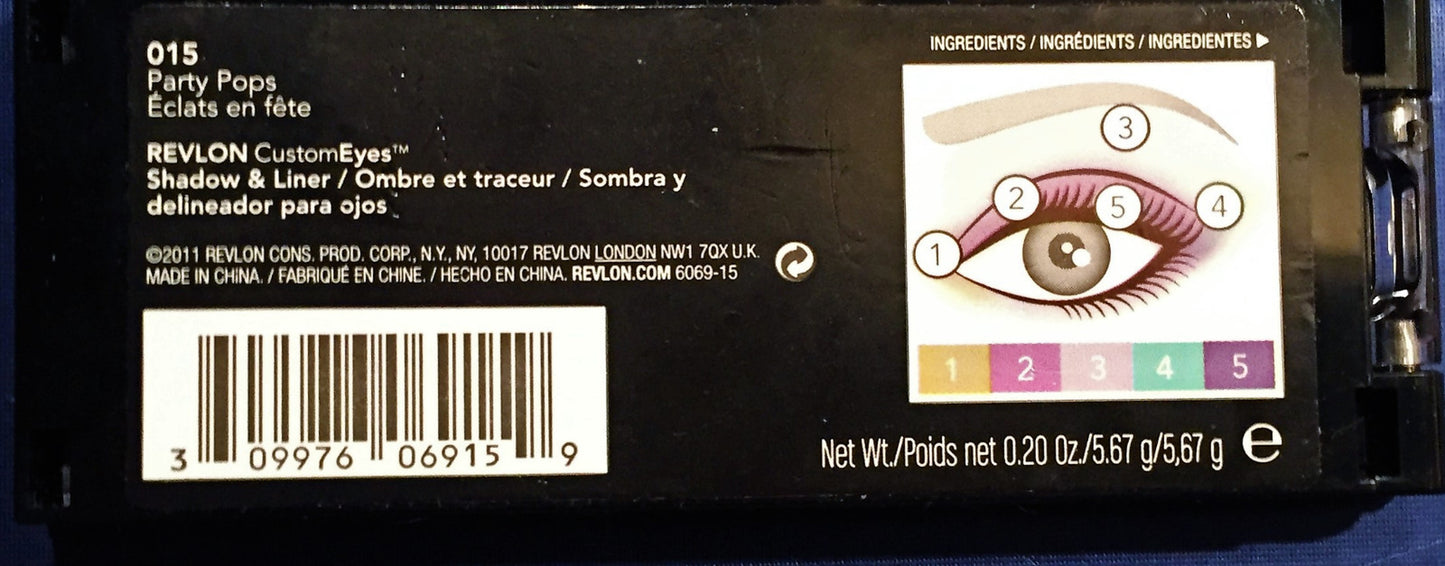 015
Party Pops
Éclats en fête
REVLON CustomEyes™
Shadow & Liner / Ombre et traceur / Sombra y
delineador para ojos
©2011 REVLON CONS. PROD. CORP., N.Y., NY, 10017 REVLON LONDON NW1 7QX U.K.
MADE IN CHINA. / FABRIQUÉ EN CHINE. / HECHO EN CHINA. REVLON.COM 6069-15
3 09976 06915 9
INGREDIENTS / INGRÉDIENTS / INGREDIENTES ▶
3
2 5 4
1
1 2 3 4 5
Net Wt./Poids net 0.20 Oz./5.67 g/5,67 g ℮